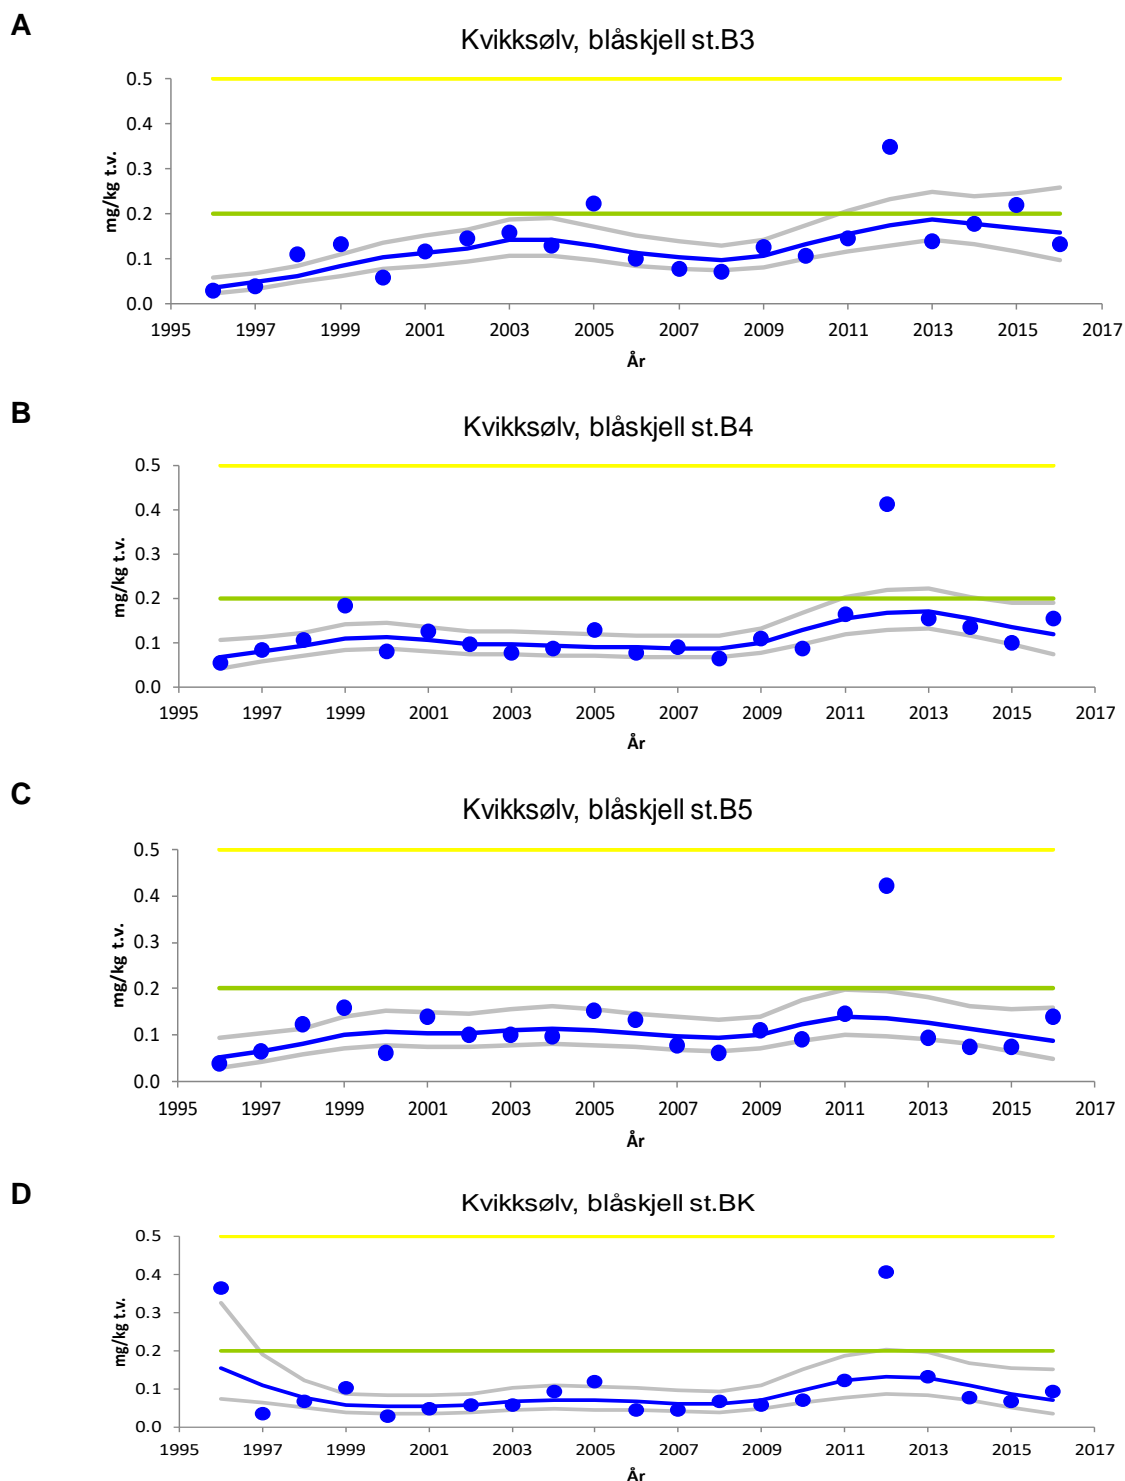 A
Kvikksølv, blåskjell st.B3
mg/kg t.v.
0.5
0.4
0.3
0.2
0.1
0.0
1995 1997 1999 2001 2003 2005 2007 2009 2011 2013 2015 2017
År
B
Kvikksølv, blåskjell st.B4
mg/kg t.v.
0.5
0.4
0.3
0.2
0.1
0.0
1995 1997 1999 2001 2003 2005 2007 2009 2011 2013 2015 2017
År
C
Kvikksølv, blåskjell st.B5
mg/kg t.v.
0.5
0.4
0.3
0.2
0.1
0.0
1995 1997 1999 2001 2003 2005 2007 2009 2011 2013 2015 2017
År
D
Kvikksølv, blåskjell st.BK
mg/kg t.v.
0.5
0.4
0.3
0.2
0.1
0.0
1995 1997 1999 2001 2003 2005 2007 2009 2011 2013 2015 2017
År